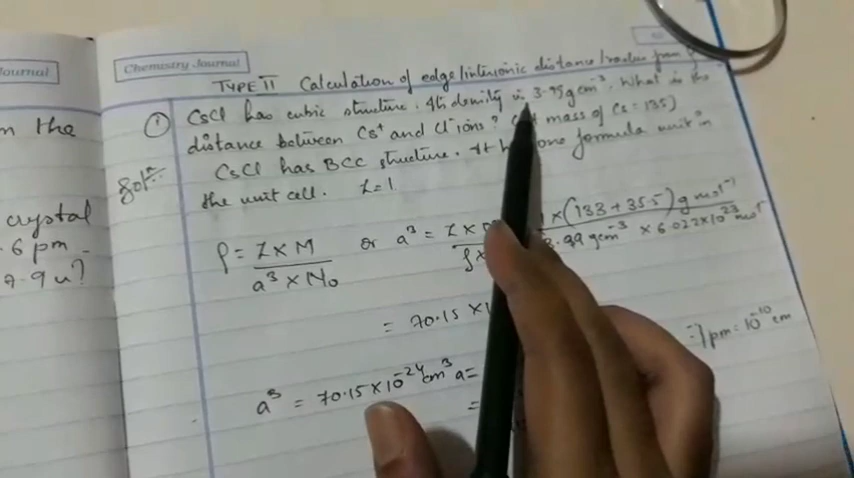 ournal
n the
crystal
6 pm
9 u?
Chemistry Journal
TYPE II Calculation of edge/interionic distance/radius from
① CsCl has cubic structure. Its density is 3.99 g cm⁻³. What is the
distance between Cs⁺ and Cl⁻ ions? mass of Cs = 133)
Solⁿ:- CsCl has BCC structure. It one formula unit in
the unit cell. Z=1
ρ = Z × M / a³ × N₀ or a³ = Z × × (133+35.5) g mol⁻¹ / 3.99 g cm⁻³ × 6.022×10²³ mol⁻¹
= 70.15 ×
∵ 1 pm = 10⁻¹⁰ cm
a³ = 70.15×10⁻²⁴ cm³ a=
=